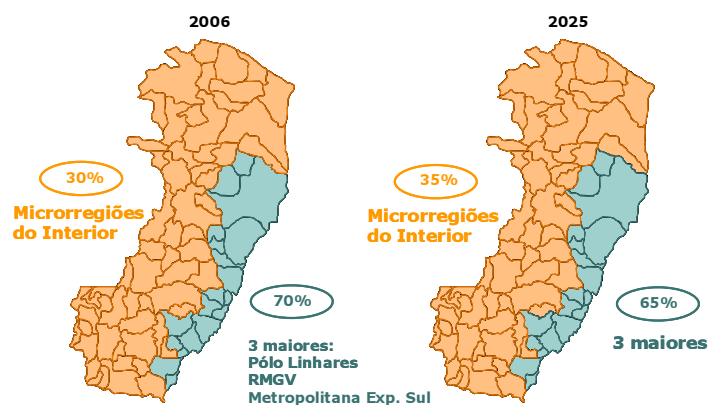 2006
30%
Microrregiões
do Interior
70%
3 maiores:
Pólo Linhares
RMGV
Metropolitana Exp. Sul
2025
35%
Microrregiões
do Interior
65%
3 maiores